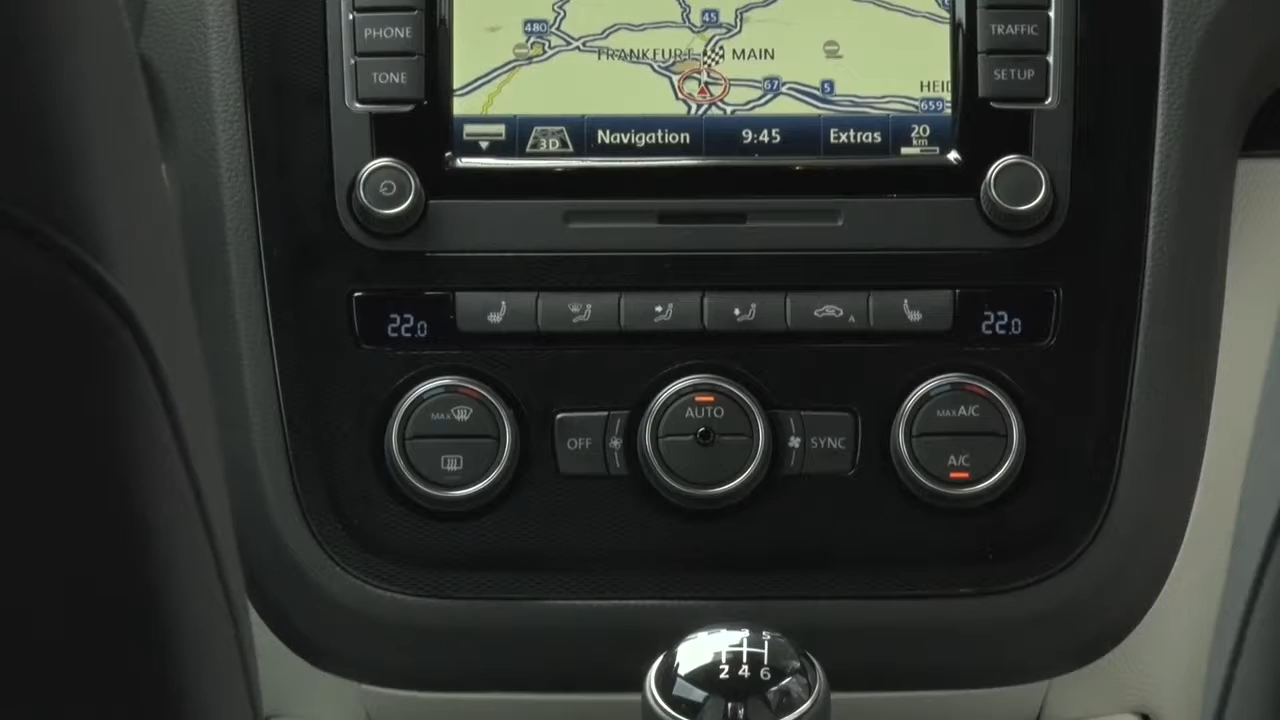 PHONE
TONE
TRAFFIC
SETUP
480
45
FRANKFURT MAIN
67
5
HEID
659
3D
Navigation
9:45
Extras
20
km
22.0
A
22.0
MAX
AUTO
MAX A/C
OFF
SYNC
A/C
3 5
2 4 6